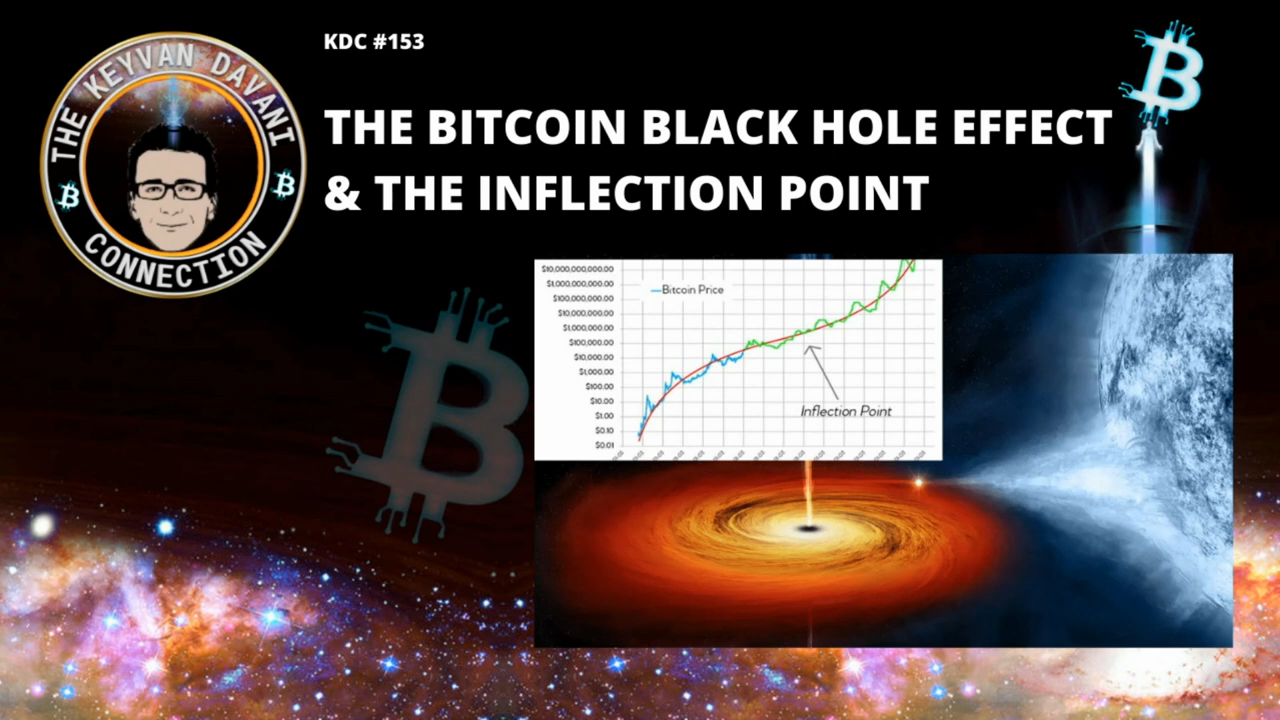 THE KEYVAN DAVANI
CONNECTION
KDC #153
THE BITCOIN BLACK HOLE EFFECT
& THE INFLECTION POINT
Bitcoin Price
$10,000,000,000.00
$1,000,000,000.00
$100,000,000.00
$10,000,000.00
$1,000,000.00
$100,000.00
$10,000.00
$1,000.00
$100.00
$10.00
$1.00
$0.10
$0.01
Inflection Point